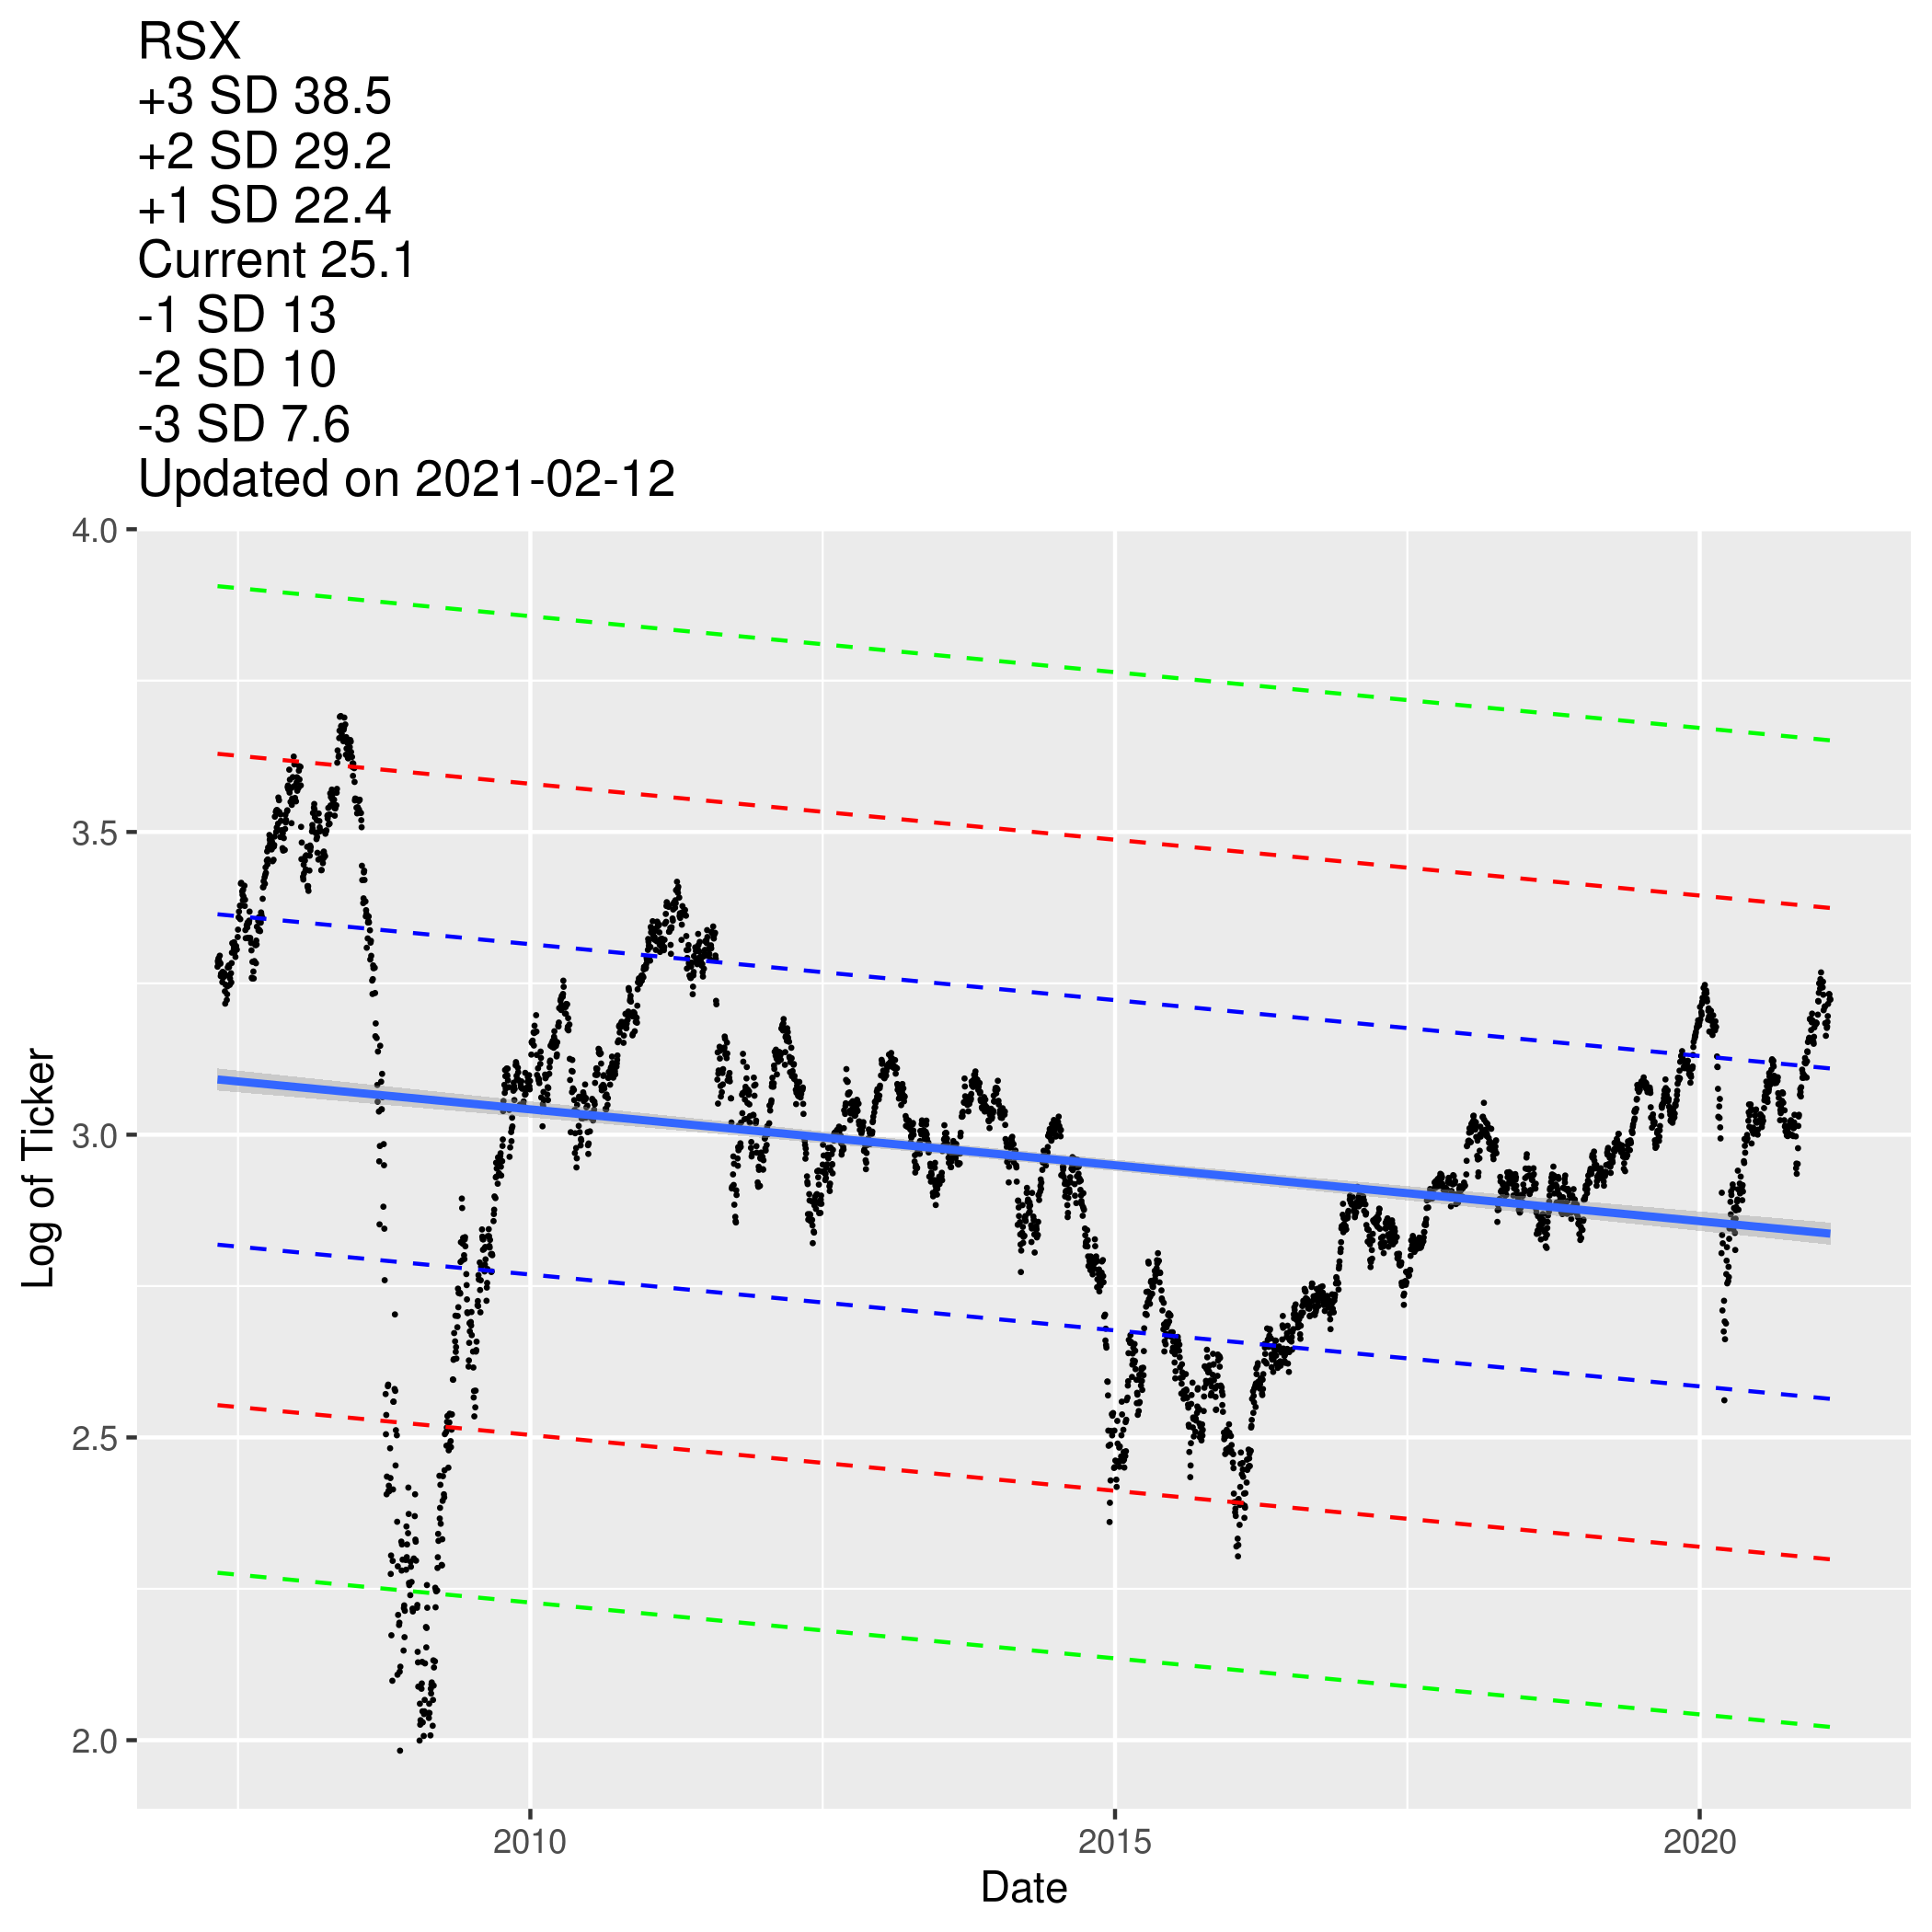 RSX
+3 SD 38.5
+2 SD 29.2
+1 SD 22.4
Current 25.1
-1 SD 13
-2 SD 10
-3 SD 7.6
Updated on 2021-02-12
4.0
3.5
3.0
2.5
2.0
Log of Ticker
2010
2015
2020
Date